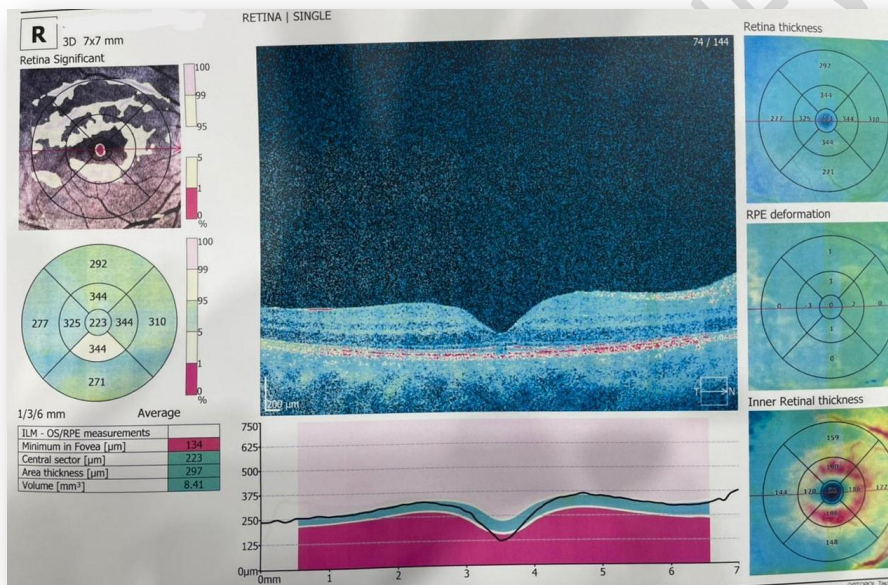 RETINA | SINGLE
R
3D 7x7 mm
Retina Significant
100
99
95
5
1
0
%
292
344
277 325 223 344 310
344
271
100
99
95
5
1
0
%
1/3/6 mm Average
ILM - OS/RPE measurements
Minimum in Fovea [µm] 134
Central sector [µm] 223
Area thickness [µm] 297
Volume [mm³] 8.41
74 / 144
200 µm
T N
750
625
500
375
250
125
0µm
0mm 1 2 3 4 5 6 7
Retina thickness
292
344
277 325 344 310
344
RPE deformation
0 0
1
0
Inner Retinal thickness
159
144
148